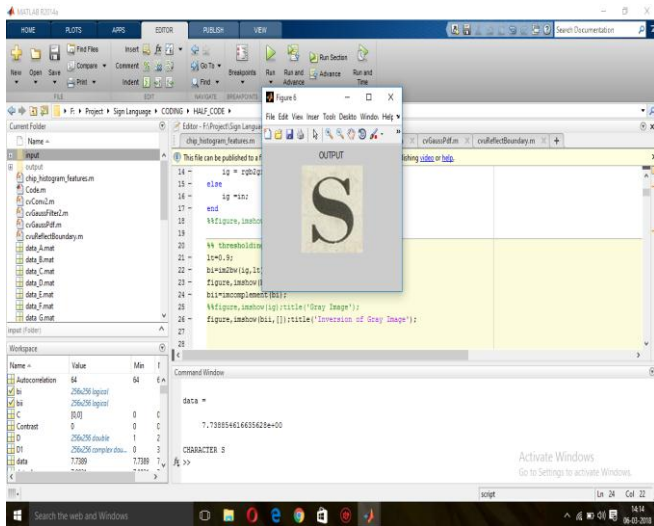 MATLAB R2014a
HOME PLOTS APPS EDITOR PUBLISH VIEW
Search Documentation
New Open Save
Find Files
Compare
Print
Insert
Comment
Indent
Go To
Find
Breakpoints
Run
Run and Advance
Run Section
Advance
Run and Time
FILE EDIT NAVIGATE BREAKPOINTS
F: Project Sign Language CODING HALF_CODE
Current Folder
Name
input
output
chip_histogram_features.m
Code.m
cvConv2.m
cvGaussFilter2.m
cvGaussPdf.m
cvuReflectBoundary.m
data_A.mat
data_B.mat
data_C.mat
data_D.mat
data_E.mat
data_F.mat
data_G.mat
input (Folder)
Workspace
Name Value Min
Autocorrelation 64 64
bi 256x256 logical
bii 256x256 logical
C [0,0] 0
Contrast 0 0
D 256x256 double 1
D1 256x256 complex dou... 0
data 7.7389 7.7389
Editor - F:\Project\Sign Langua
chip_histogram_features.m
cvGaussPdf.m
cvuReflectBoundary.m
This file can be published to a f
lishing video or help.
14 - ig = rgb2g
15 - else
16 - ig =in;
17 - end
18 %%figure,imshow
19
20 %% thresholding
21 - lt=0.9;
22 - bi=im2bw(ig,lt
23 - figure,imshow(b
24 - bii=imcomplement(bi);
25 %%figure,imshow(ig);title('Gray Image');
26 - figure,imshow(bii,[]);title('Inversion of Gray Image');
27
28
Figure 6
File Edit View Inser Tools Deskto Window Help
OUTPUT
S
Command Window
data =
7.738854616635628e+00
CHARACTER S
fx >>
Activate Windows
Go to Settings to activate Windows.
script Ln 24 Col 22
Search the web and Windows
14:14
06-03-2018